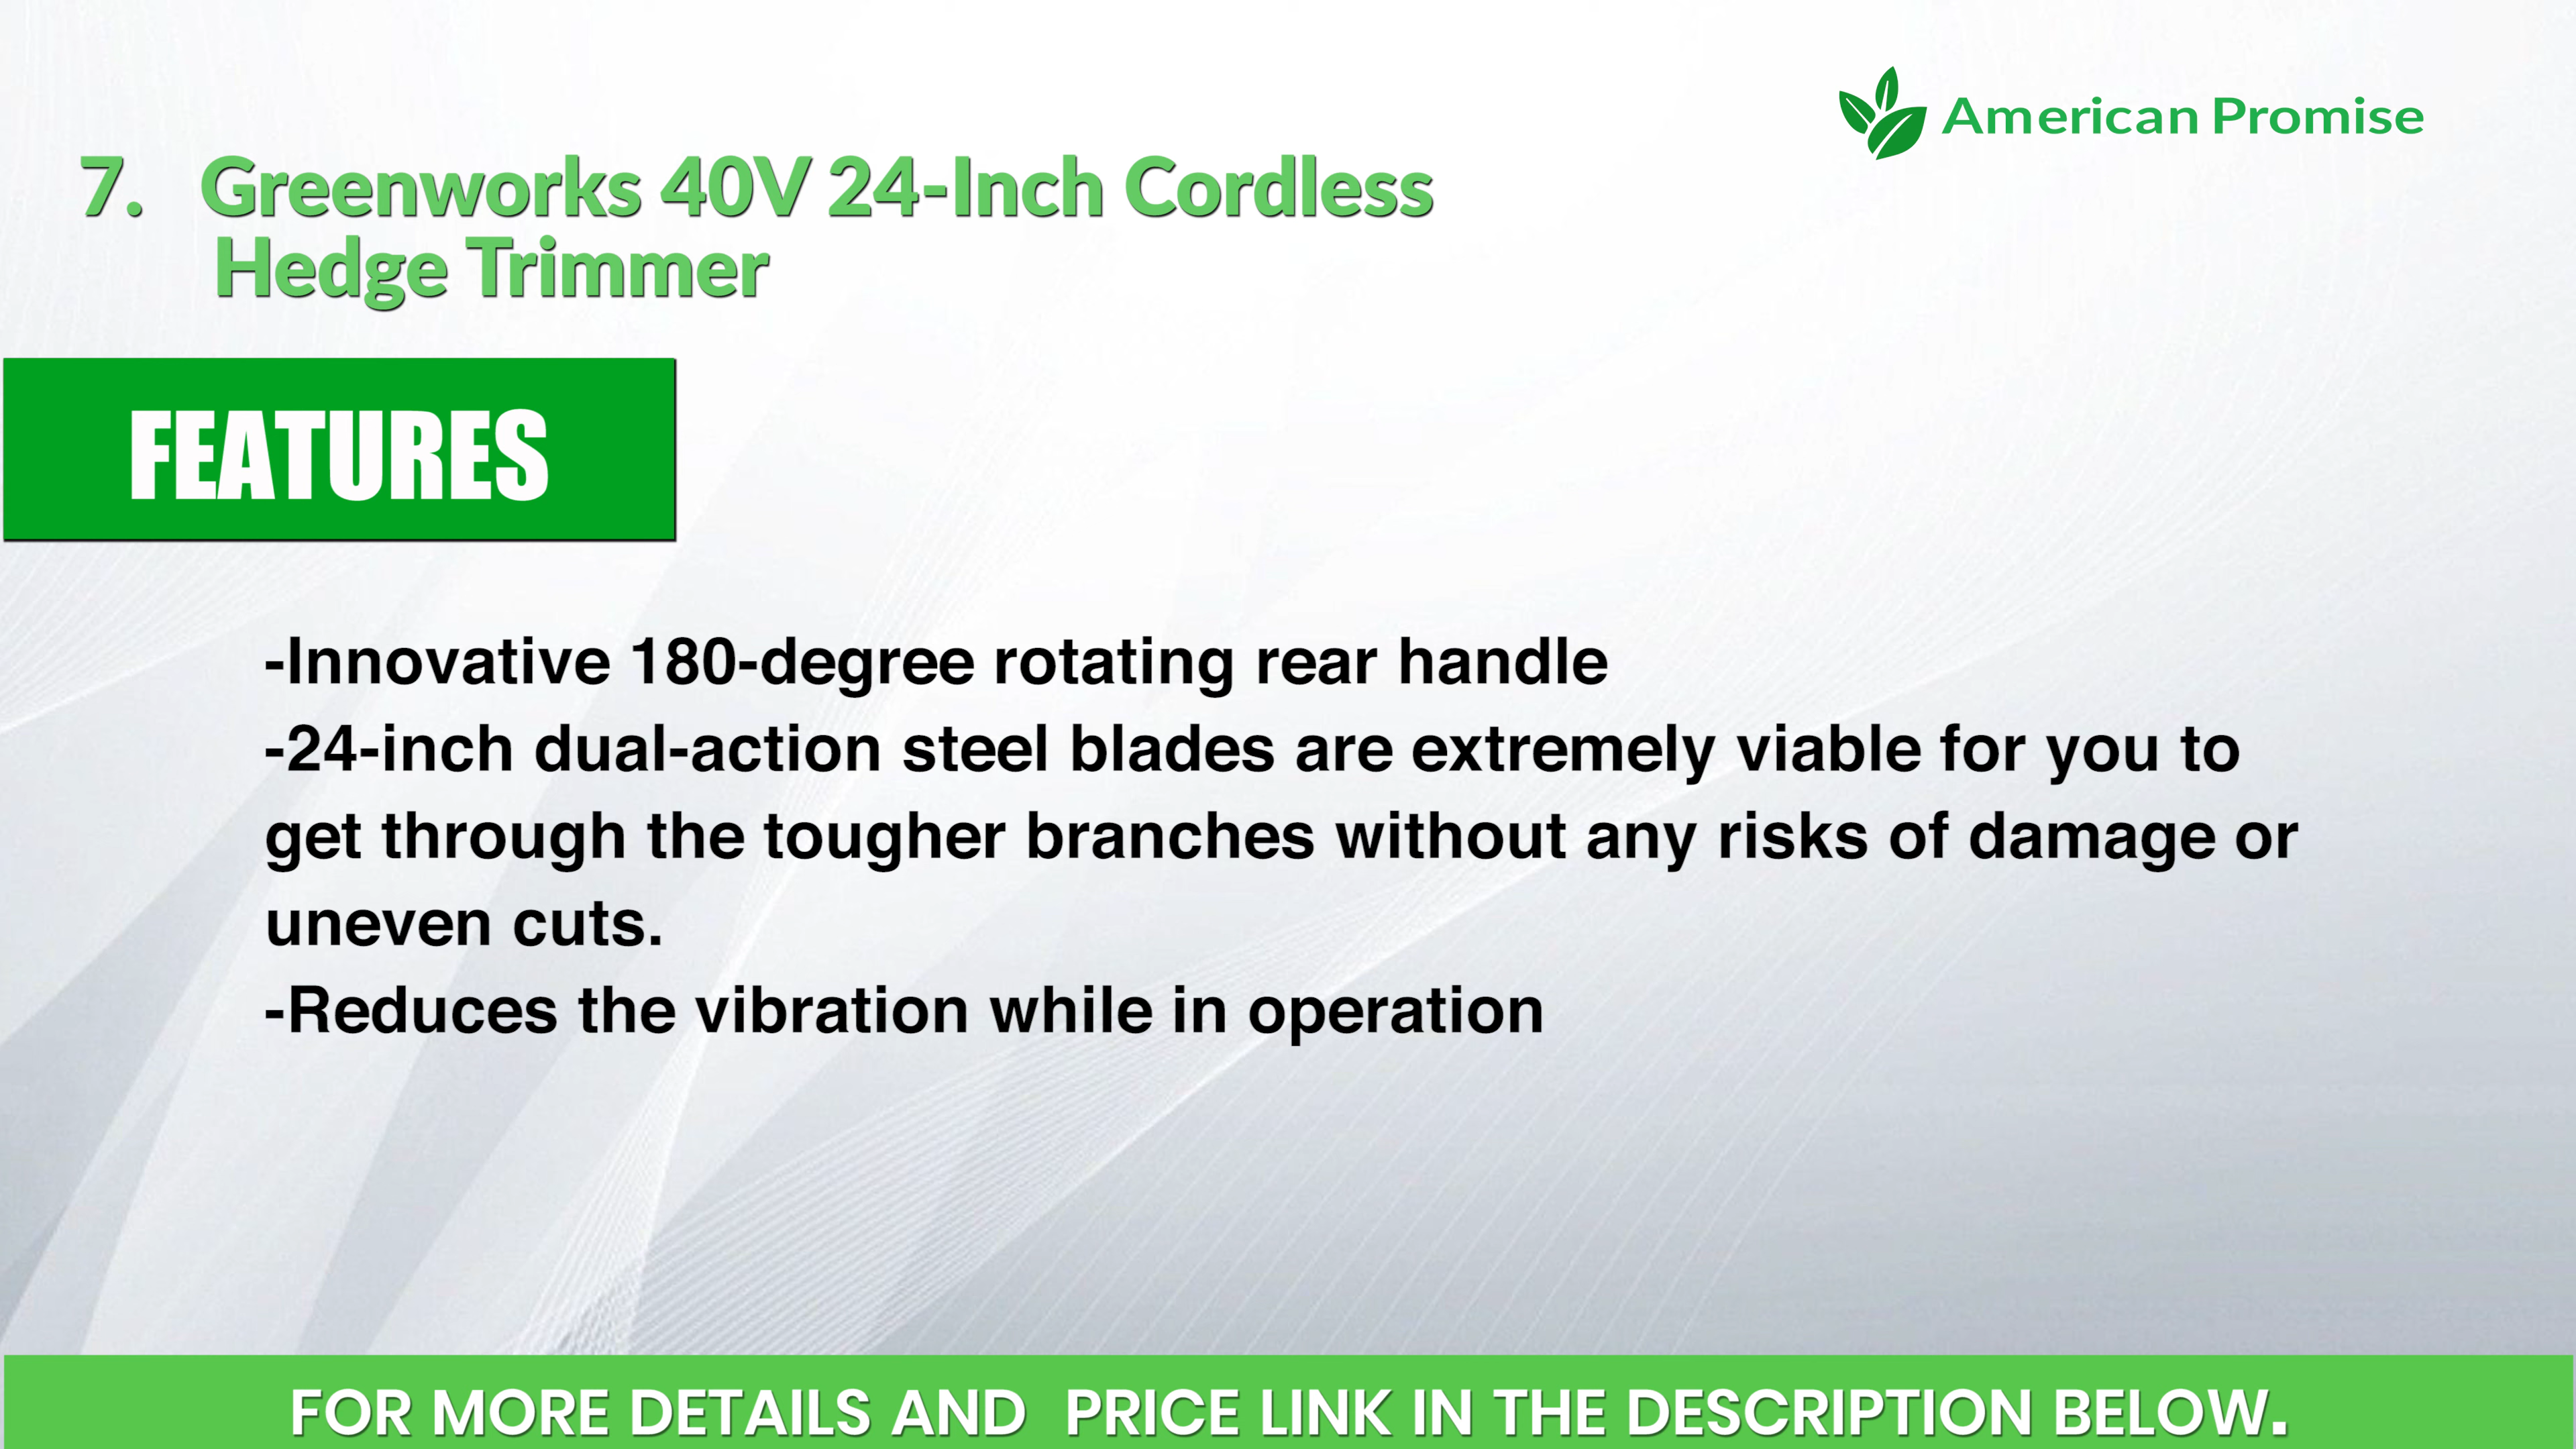 American Promise
7. Greenworks 40V 24-Inch Cordless
Hedge Trimmer
FEATURES
-Innovative 180-degree rotating rear handle
-24-inch dual-action steel blades are extremely viable for you to
get through the tougher branches without any risks of damage or
uneven cuts.
-Reduces the vibration while in operation
FOR MORE DETAILS AND PRICE LINK IN THE DESCRIPTION BELOW.